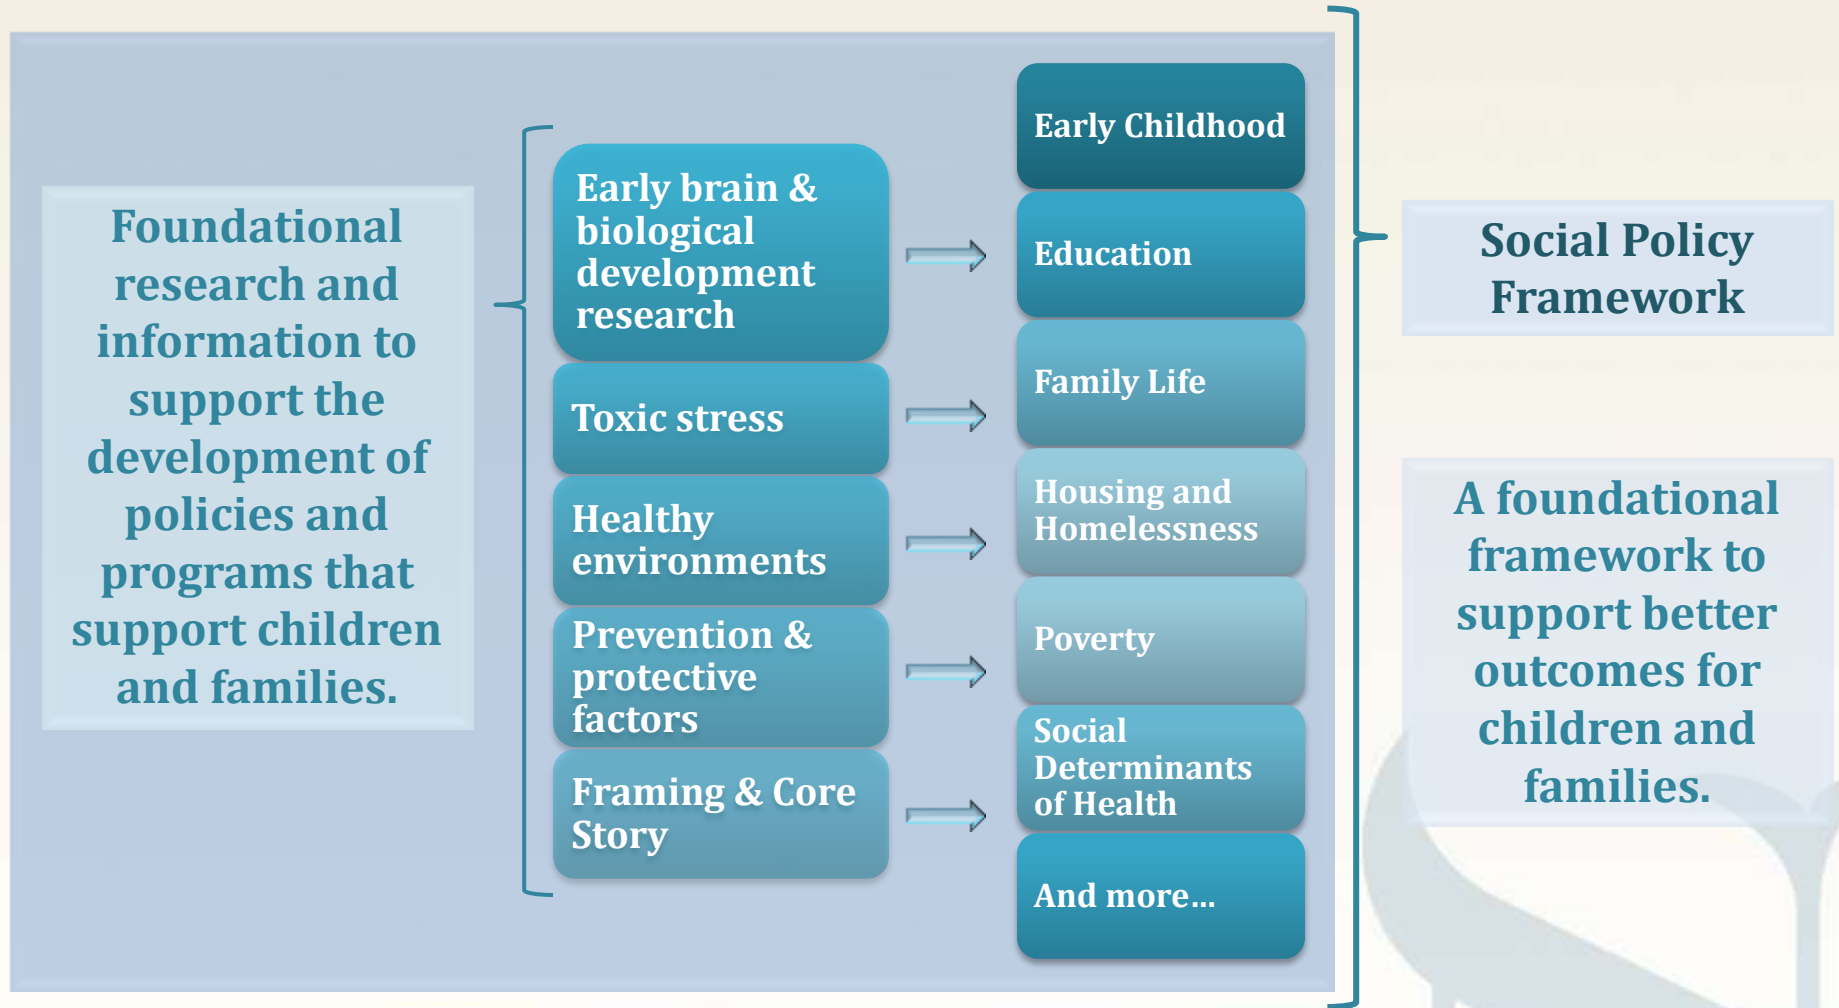 Foundational
research and
information to
support the
development of
policies and
programs that
support children
and families.
Early brain &
biological
development
research
Toxic stress
Healthy
environments
Prevention &
protective
factors
Framing & Core
Story
Early Childhood
Education
Family Life
Housing and
Homelessness
Poverty
Social
Determinants
of Health
And more…
Social Policy
Framework
A foundational
framework to
support better
outcomes for
children and
families.